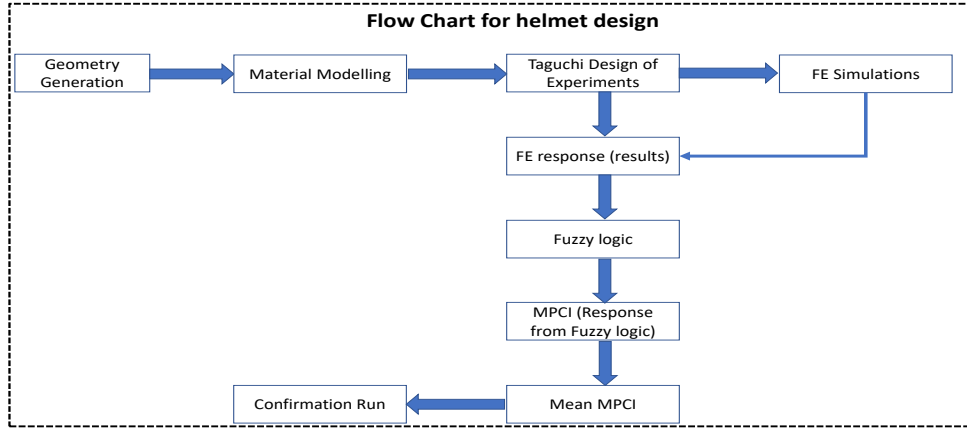 Flow Chart for helmet design
Geometry
Generation
Material Modelling
Taguchi Design of
Experiments
FE Simulations
FE response (results)
Fuzzy logic
MPCI (Response
from Fuzzy logic)
Confirmation Run
Mean MPCI